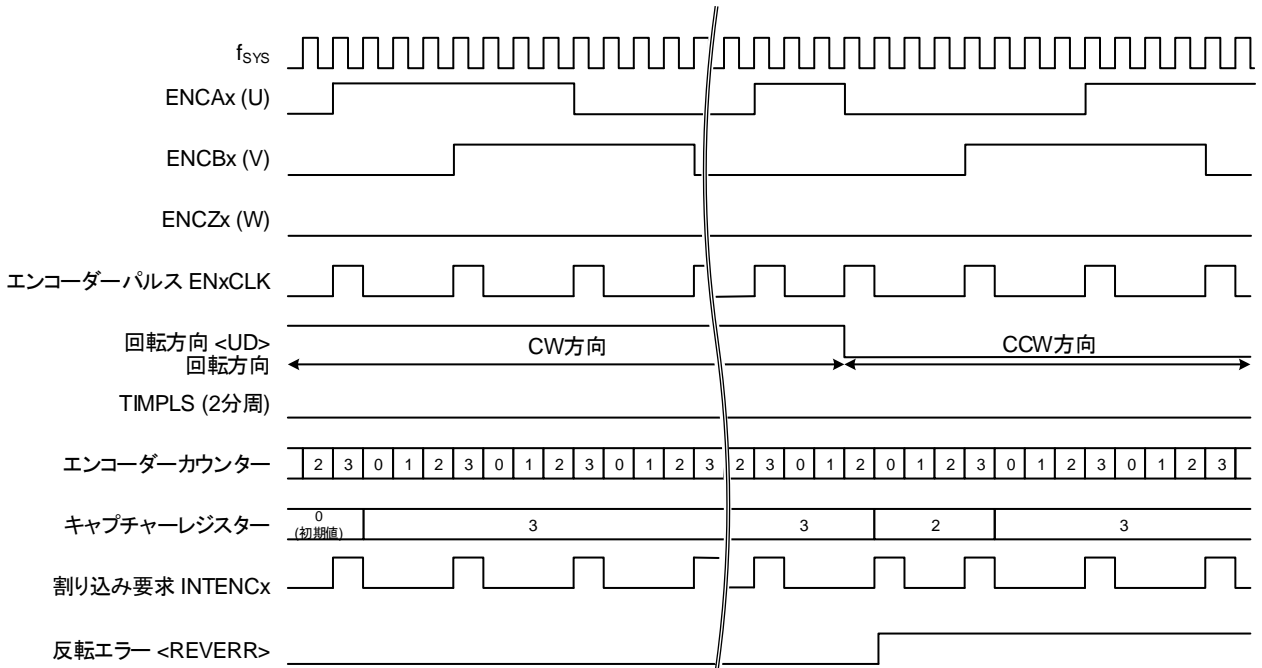 fSYS
ENCAx (U)
ENCBx (V)
ENCZx (W)
エンコーダーパルス ENxCLK
回転方向 <UD>
回転方向
CW方向
CCW方向
TIMPLS (2分周)
エンコーダーカウンター
2 3 0 1 2 3 0 1 2 3 0 1 2 3 2 3 0 1 2 0 1 2 3 0 1 2 3 0 1 2 3
キャプチャーレジスター
0
(初期値)
3
3
2
3
割り込み要求 INTENCx
反転エラー <REVERR>